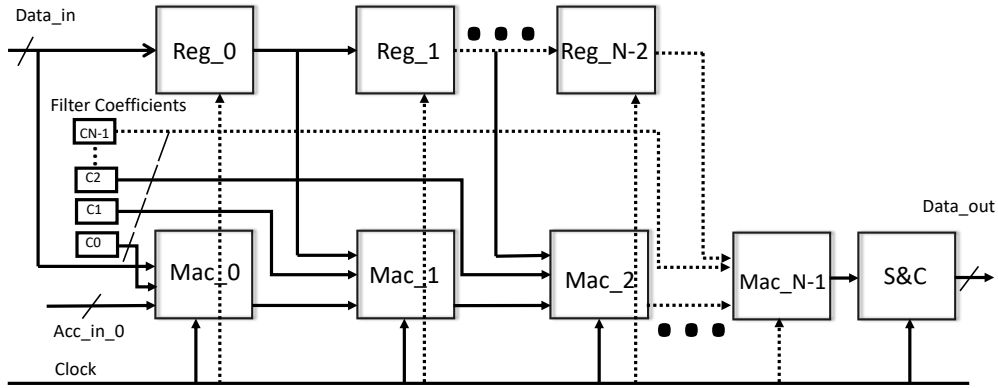 Data_in
Reg_0
Reg_1
Reg_N-2
Filter Coefficients
CN-1
C2
C1
C0
Data_out
Mac_0
Mac_1
Mac_2
Mac_N-1
S&C
Acc_in_0
Clock